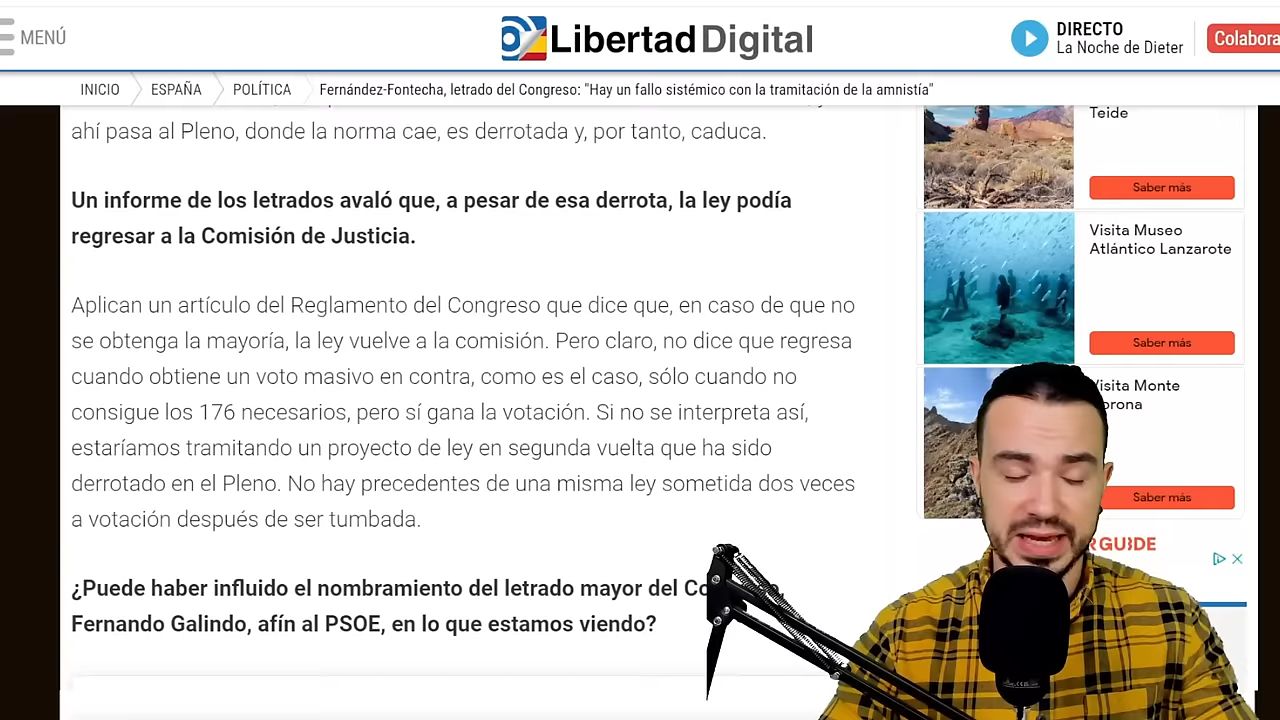 MENÚ
Libertad Digital
DIRECTO
La Noche de Dieter
Colabora
INICIO
ESPAÑA
POLÍTICA
Fernández-Fontecha, letrado del Congreso: "Hay un fallo sistémico con la tramitación de la amnistía"
ahí pasa al Pleno, donde la norma cae, es derrotada y, por tanto, caduca.
Un informe de los letrados avaló que, a pesar de esa derrota, la ley podía
regresar a la Comisión de Justicia.
Aplican un artículo del Reglamento del Congreso que dice que, en caso de que no
se obtenga la mayoría, la ley vuelve a la comisión. Pero claro, no dice que regresa
cuando obtiene un voto masivo en contra, como es el caso, sólo cuando no
consigue los 176 necesarios, pero sí gana la votación. Si no se interpreta así,
estaríamos tramitando un proyecto de ley en segunda vuelta que ha sido
derrotado en el Pleno. No hay precedentes de una misma ley sometida dos veces
a votación después de ser tumbada.
¿Puede haber influido el nombramiento del letrado mayor del Co
Fernando Galindo, afín al PSOE, en lo que estamos viendo?
Teide
Saber más
Visita Museo
Atlántico Lanzarote
Saber más
Visita Monte
orona
Saber más
R GUIDE